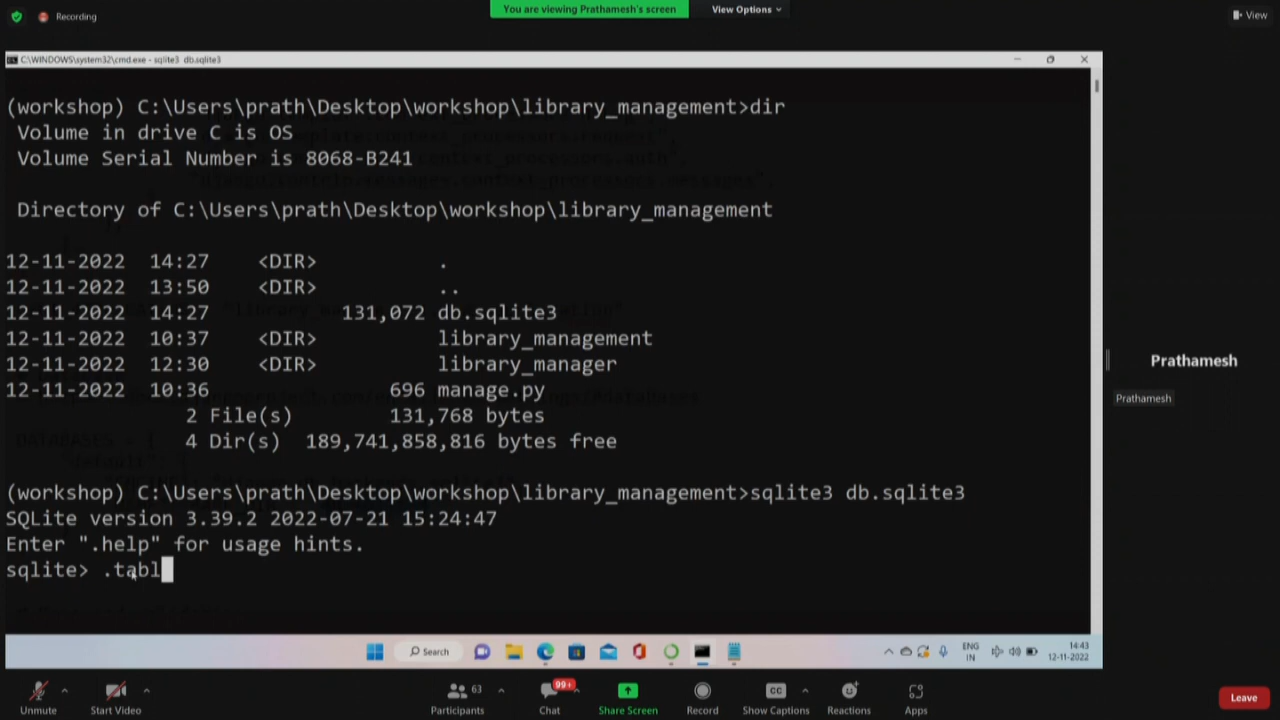 Recording
You are viewing Prathamesh's screen
View Options
View
C:\WINDOWS\system32\cmd.exe - sqlite3 db.sqlite3
(workshop) C:\Users\prath\Desktop\workshop\library_management>dir
Volume in drive C is OS
Volume Serial Number is 8068-B241
Directory of C:\Users\prath\Desktop\workshop\library_management
12-11-2022 14:27 <DIR> .
12-11-2022 13:50 <DIR> ..
12-11-2022 14:27 131,072 db.sqlite3
12-11-2022 10:37 <DIR> library_management
12-11-2022 12:30 <DIR> library_manager
12-11-2022 10:36 696 manage.py
2 File(s) 131,768 bytes
4 Dir(s) 189,741,858,816 bytes free
(workshop) C:\Users\prath\Desktop\workshop\library_management>sqlite3 db.sqlite3
SQLite version 3.39.2 2022-07-21 15:24:47
Enter ".help" for usage hints.
sqlite> .tabl
Prathamesh
Prathamesh
Search
ENG
IN
14:43
12-11-2022
Unmute
Start Video
63
Participants
99+
Chat
Share Screen
Record
CC
Show Captions
Reactions
Apps
Leave